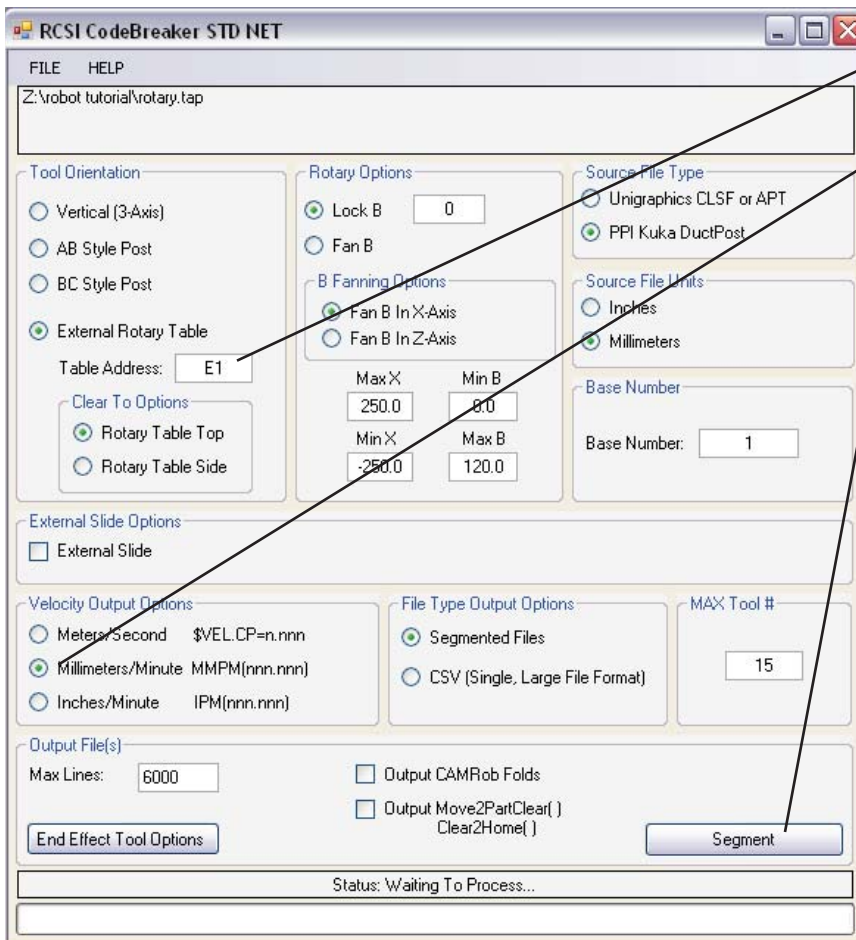 RCSI CodeBreaker STD NET
FILE HELP
Z:\robot tutorial\rotary.tap
Tool Orientation
Vertical (3-Axis)
AB Style Post
BC Style Post
External Rotary Table
Table Address: E1
Clear To Options
Rotary Table Top
Rotary Table Side
Rotary Options
Lock B 0
Fan B
B Fanning Options
Fan B In X-Axis
Fan B In Z-Axis
Max X Min B
250.0 0.0
Min X Max B
-250.0 120.0
Source File Type
Unigraphics CLSF or APT
PPI Kuka DuctPost
Source File Units
Inches
Millimeters
Base Number
Base Number: 1
External Slide Options
External Slide
Velocity Output Options
Meters/Second $VEL.CP=n.nnn
Millimeters/Minute MMPM(nnn.nnn)
Inches/Minute IPM(nnn.nnn)
File Type Output Options
Segmented Files
CSV (Single, Large File Format)
MAX Tool #
15
Output File(s)
Max Lines: 6000
Output CAMRob Folds
Output Move2PartClear( )
Clear2Home( )
End Effect Tool Options
Segment
Status: Waiting To Process...